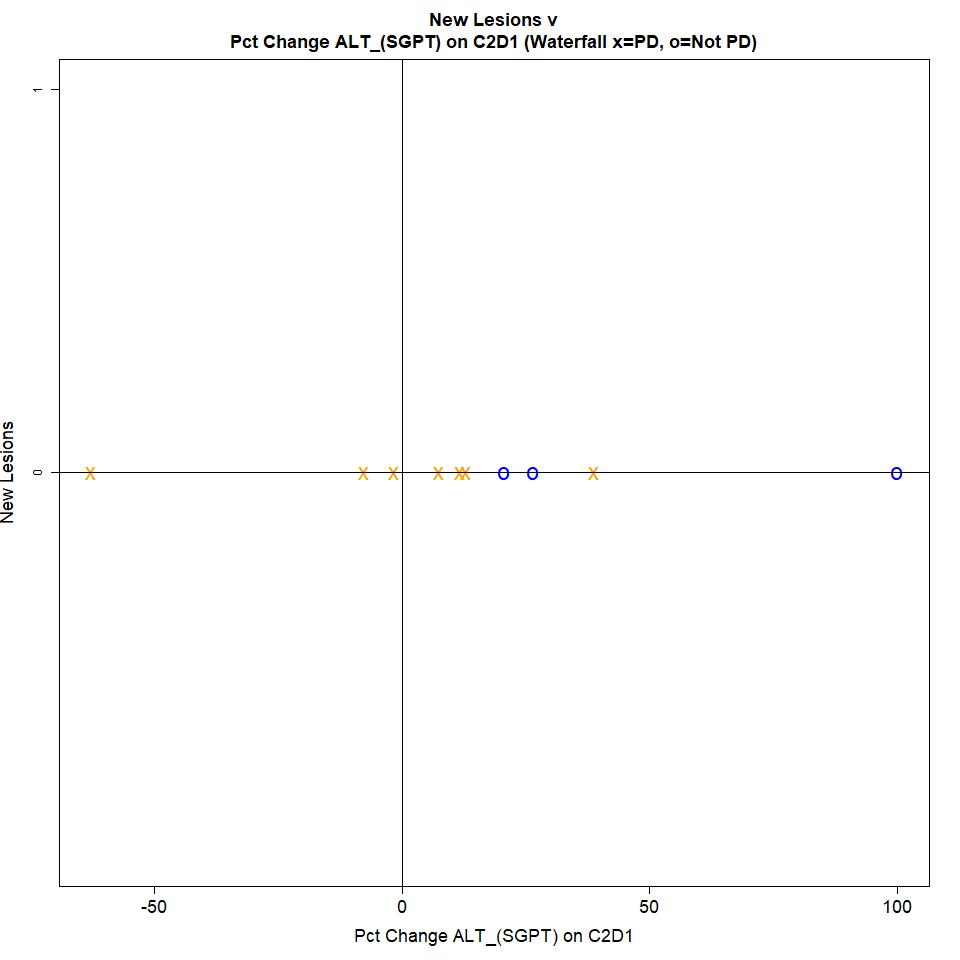 New Lesions v
Pct Change ALT_(SGPT) on C2D1 (Waterfall x=PD, o=Not PD)
New Lesions
1
0
x x x x x x o o x o
-50 0 50 100
Pct Change ALT_(SGPT) on C2D1